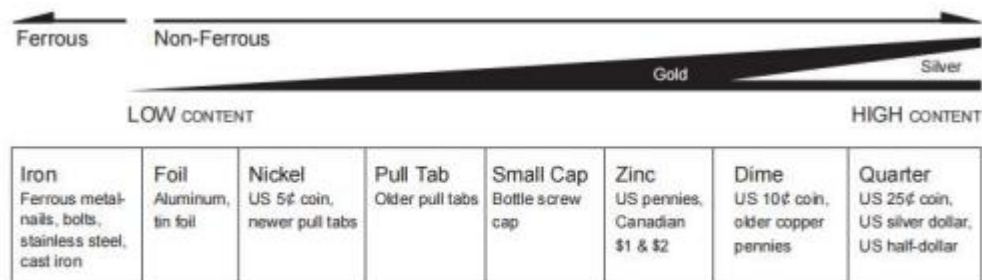 Ferrous Non-Ferrous
Gold
Silver
LOW CONTENT HIGH CONTENT
Iron
Ferrous metal-
nails, bolts,
stainless steel,
cast iron
Foil
Aluminum,
tin foil
Nickel
US 5¢ coin,
newer pull tabs
Pull Tab
Older pull tabs
Small Cap
Bottle screw
cap
Zinc
US pennies,
Canadian
$1 & $2
Dime
US 10¢ coin,
older copper
pennies
Quarter
US 25¢ coin,
US silver dollar,
US half-dollar